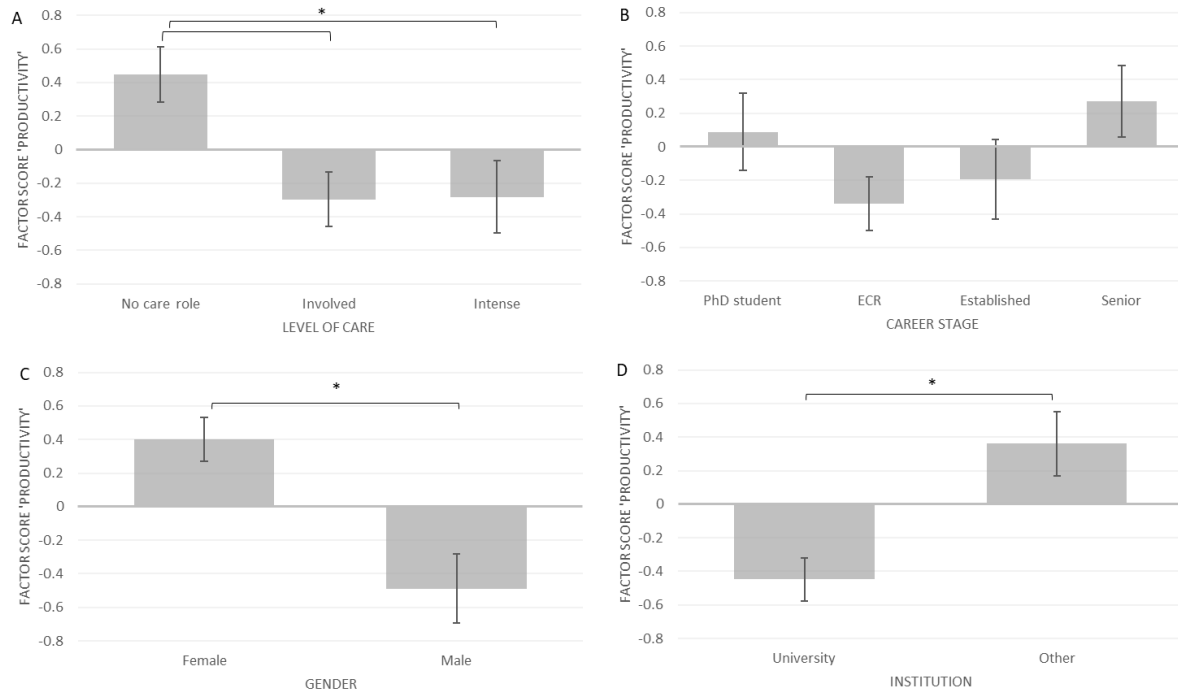 A
FACTOR SCORE 'PRODUCTIVITY'
0.8
0.6
0.4
0.2
0
-0.2
-0.4
-0.6
-0.8
*
No care role Involved Intense
LEVEL OF CARE
B
FACTOR SCORE 'PRODUCTIVITY'
0.8
0.6
0.4
0.2
0
-0.2
-0.4
-0.6
-0.8
PhD student ECR Established Senior
CAREER STAGE
C
FACTOR SCORE 'PRODUCTIVITY'
0.8
0.6
0.4
0.2
0
-0.2
-0.4
-0.6
-0.8
*
Female Male
GENDER
D
FACTOR SCORE 'PRODUCTIVITY'
0.8
0.6
0.4
0.2
0
-0.2
-0.4
-0.6
-0.8
*
University Other
INSTITUTION